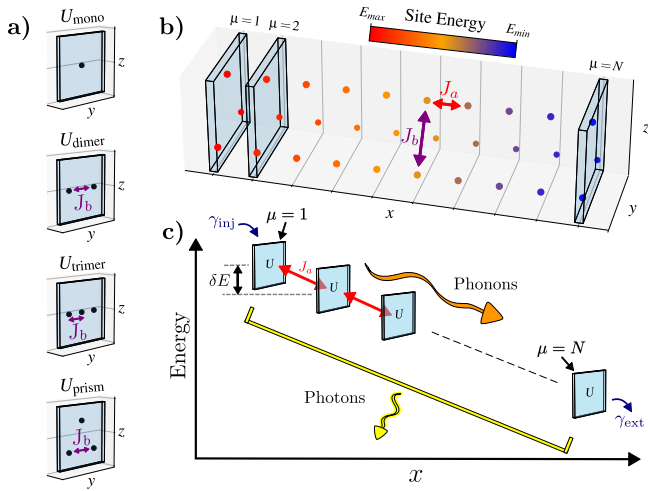 a)
U_mono
z
y
U_dimer
J_b
z
y
U_trimer
J_b
z
y
U_prism
J_b
z
y
b)
μ = 1
μ = 2
E_max
Site Energy
E_min
μ = N
J_a
J_b
x
y
z
c)
γ_inj
μ = 1
U
J_a
δE
U
U
Phonons
Energy
Photons
μ = N
U
γ_ext
x